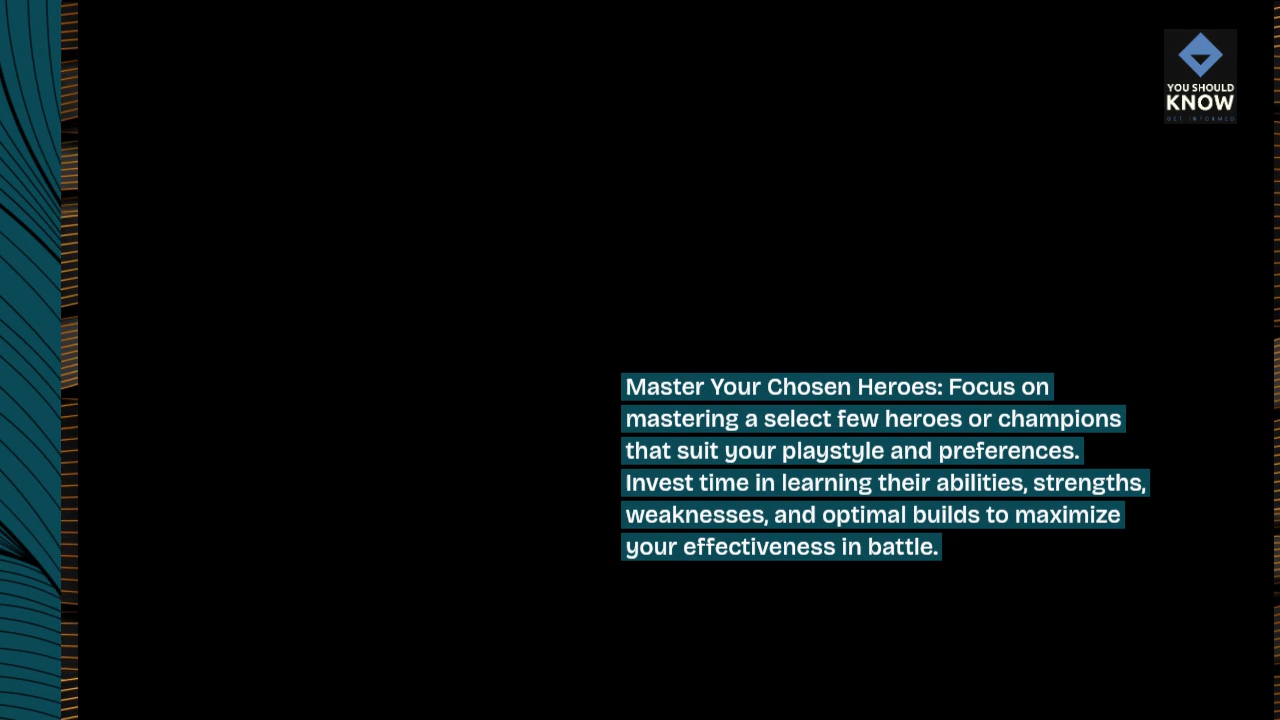 YOU SHOULD
KNOW
GET INFORMED
Master Your Chosen Heroes: Focus on
mastering a select few heroes or champions
that suit your playstyle and preferences.
Invest time in learning their abilities, strengths,
weaknesses, and optimal builds to maximize
your effectiveness in battle.